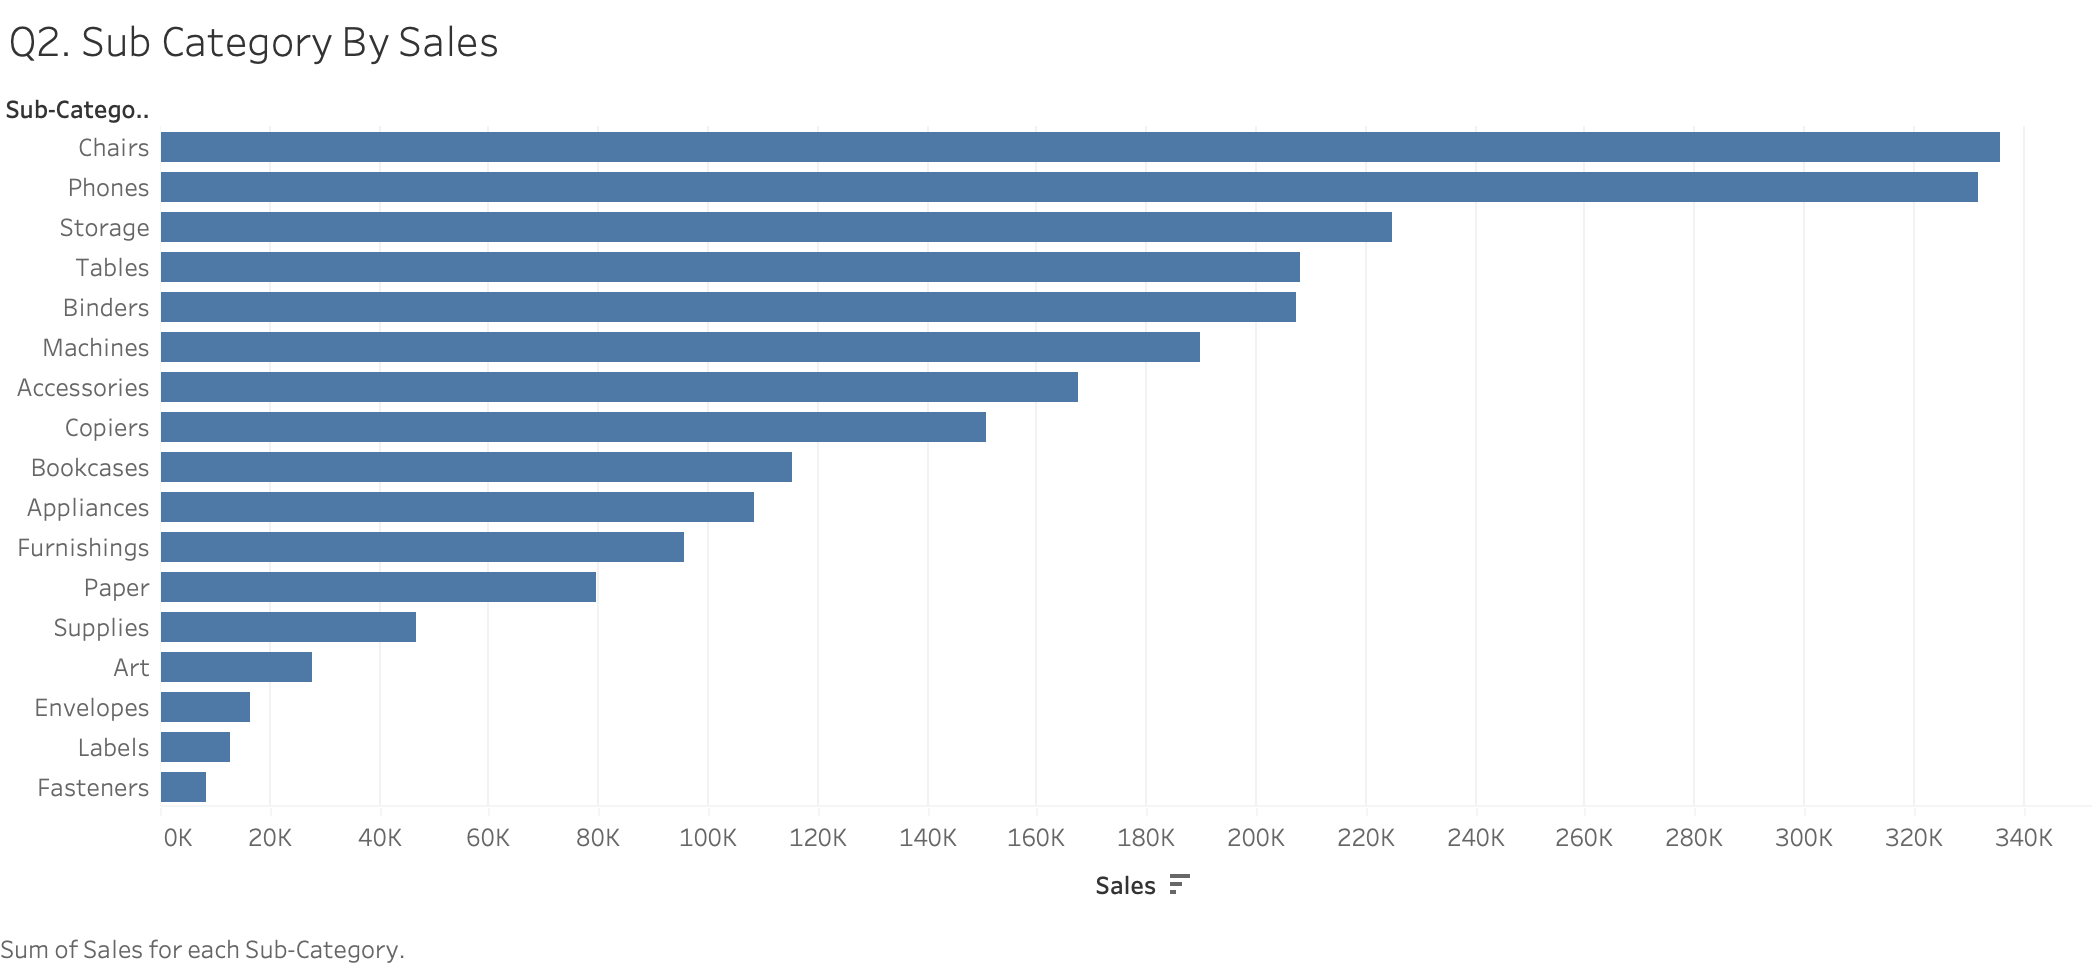 Q2. Sub Category By Sales
Sub-Catego..
Chairs
Phones
Storage
Tables
Binders
Machines
Accessories
Copiers
Bookcases
Appliances
Furnishings
Paper
Supplies
Art
Envelopes
Labels
Fasteners
0K 20K 40K 60K 80K 100K 120K 140K 160K 180K 200K 220K 240K 260K 280K 300K 320K 340K
Sales
Sum of Sales for each Sub-Category.